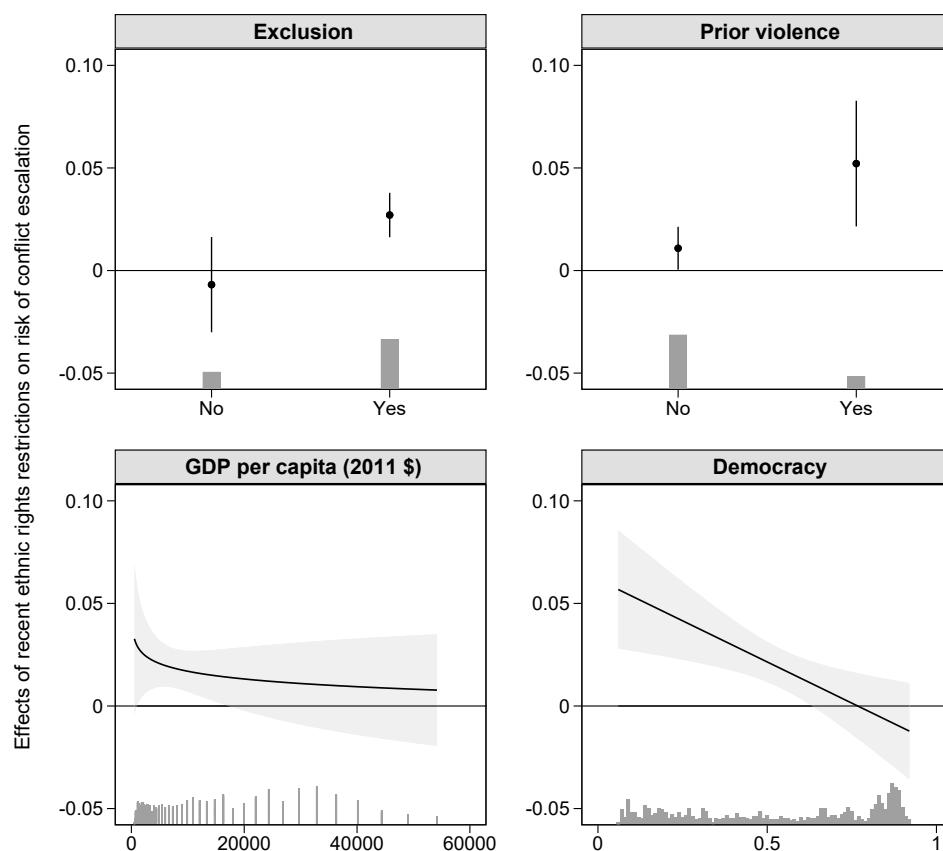 Effects of recent ethnic rights restrictions on risk of conflict escalation
Exclusion
0.10
0.05
0
-0.05
No Yes
Prior violence
0.10
0.05
0
-0.05
No Yes
GDP per capita (2011 $)
0.10
0.05
0
-0.05
0 20000 40000 60000
Democracy
0.10
0.05
0
-0.05
0 0.5 1